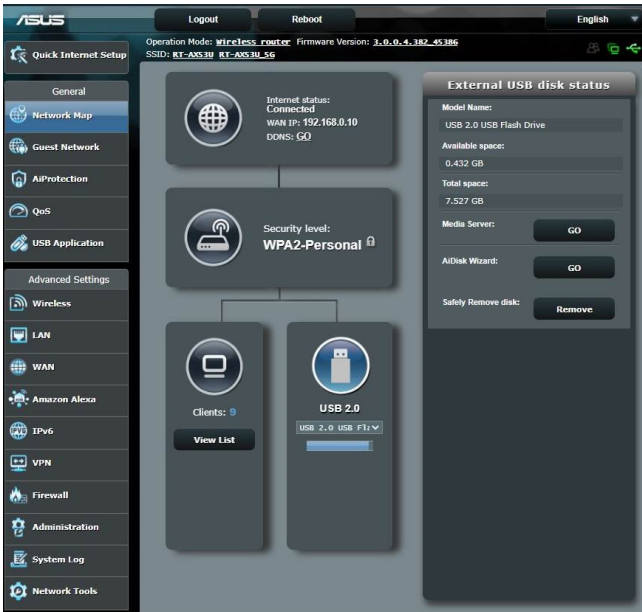 ASUS
Logout
Reboot
English
Operation Mode: Wireless router Firmware Version: 3.0.0.4.382_45386
SSID: RT-AX53U RT-AX53U_5G
Quick Internet Setup
General
Network Map
Guest Network
AiProtection
QoS
USB Application
Advanced Settings
Wireless
LAN
WAN
Amazon Alexa
IPv6
VPN
Firewall
Administration
System Log
Network Tools
Internet status:
Connected
WAN IP: 192.168.0.10
DDNS: GO
Security level:
WPA2-Personal
Clients: 9
View List
USB 2.0
USB 2.0 USB Fla
External USB disk status
Model Name:
USB 2.0 USB Flash Drive
Available space:
0.432 GB
Total space:
7.527 GB
Media Server:
GO
AiDisk Wizard:
GO
Safely Remove disk:
Remove